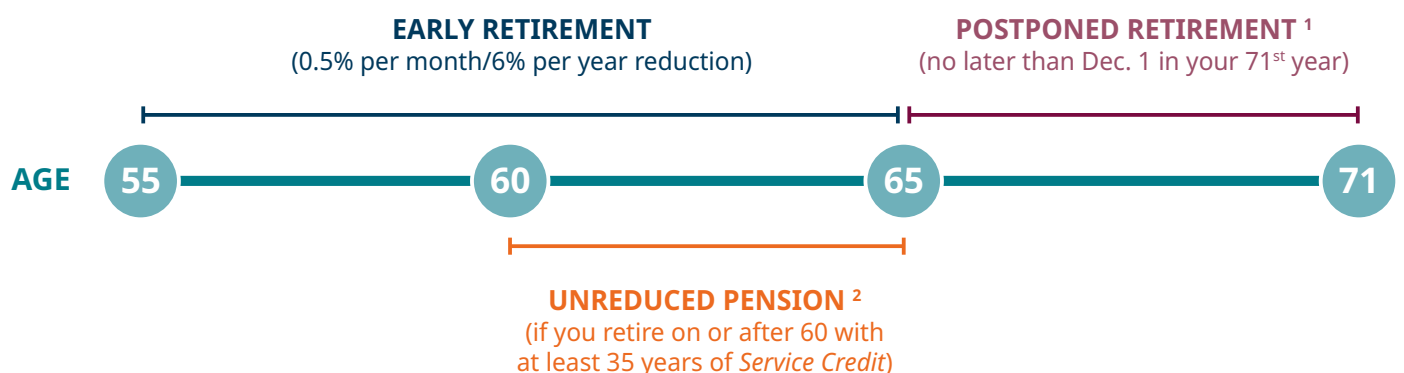 EARLY RETIREMENT
(0.5% per month/6% per year reduction)
POSTPONED RETIREMENT 1
(no later than Dec. 1 in your 71st year)
AGE 55 60 65 71
UNREDUCED PENSION 2
(if you retire on or after 60 with
at least 35 years of Service Credit)